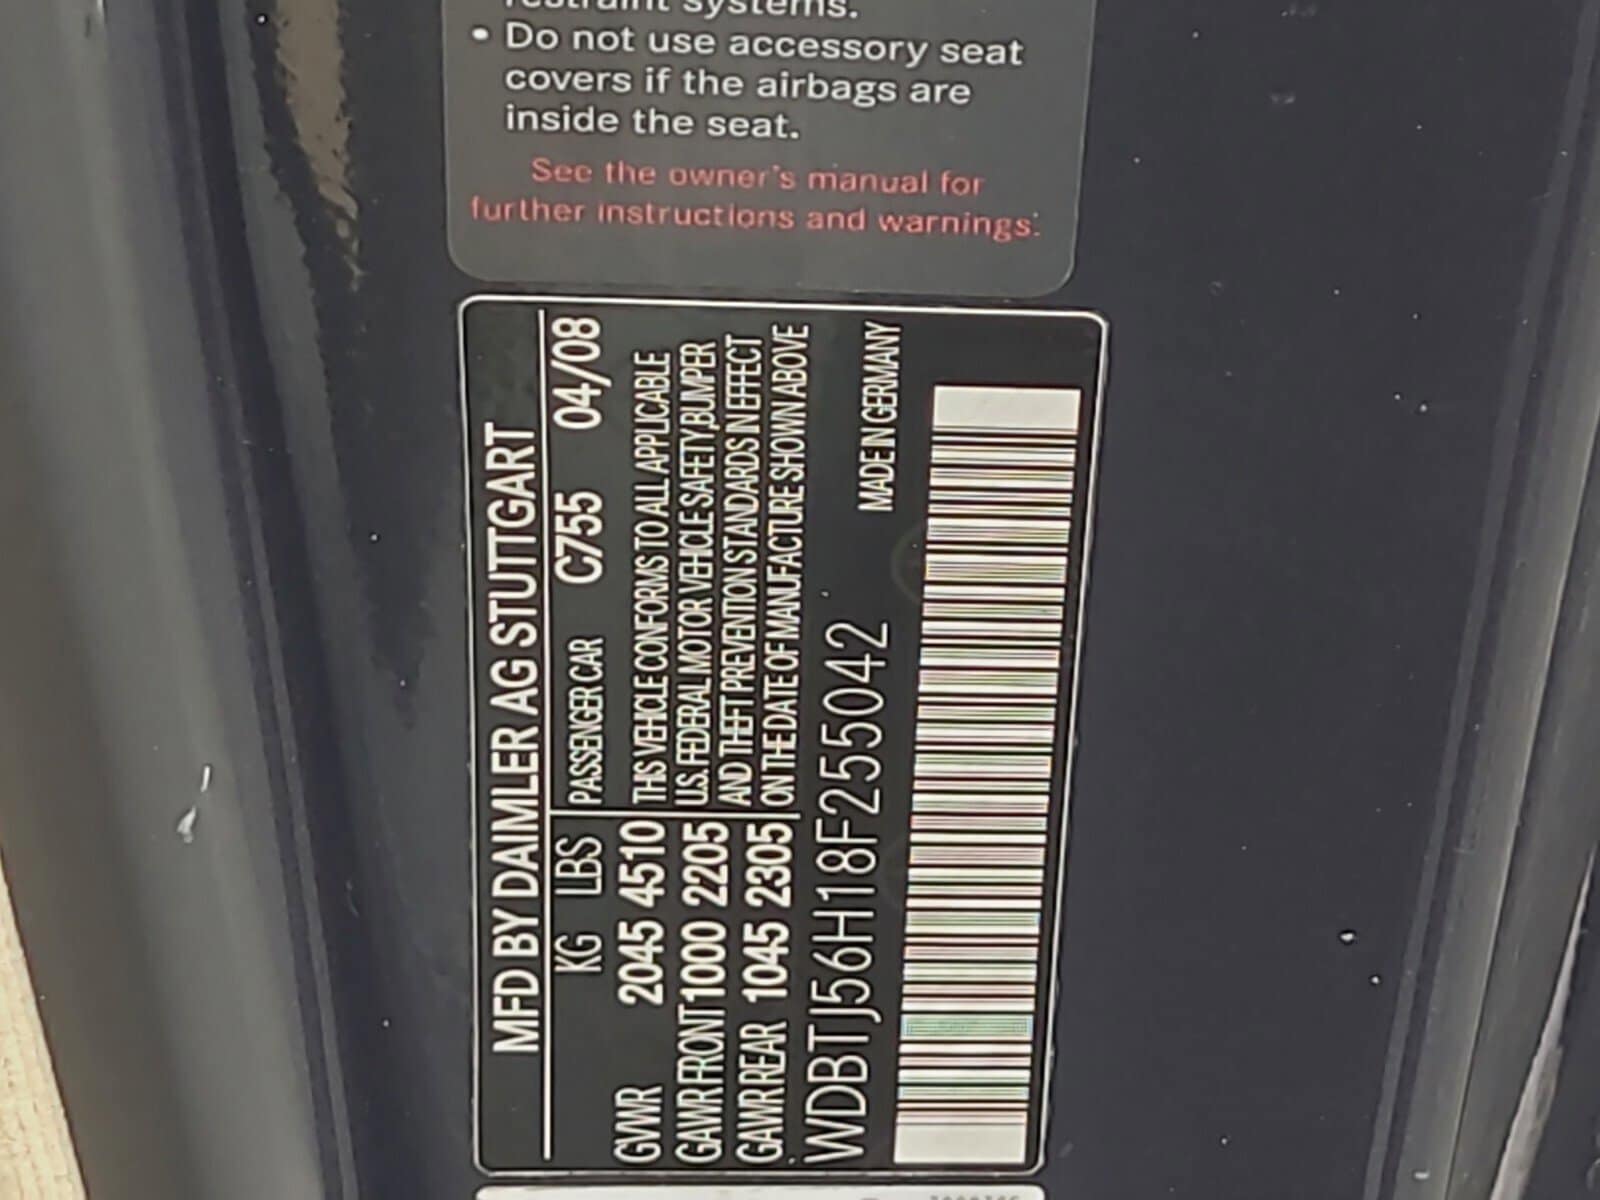 restraint systems.
• Do not use accessory seat
covers if the airbags are
inside the seat.
See the owner's manual for
further instructions and warnings.
MFD BY DAIMLER AG STUTTGART
KG LBS PASSENGER CAR C755 04/08
GVWR 2045 4510 THIS VEHICLE CONFORMS TO ALL APPLICABLE
GAWR FRONT 1000 2205 U.S. FEDERAL MOTOR VEHICLE SAFETY,BUMPER
AND THEFT PREVENTION STANDARDS IN EFFECT
GAWR REAR 1045 2305 ON THE DATE OF MANUFACTURE SHOWN ABOVE
WDBTJ56H18F255042 MADE IN GERMANY